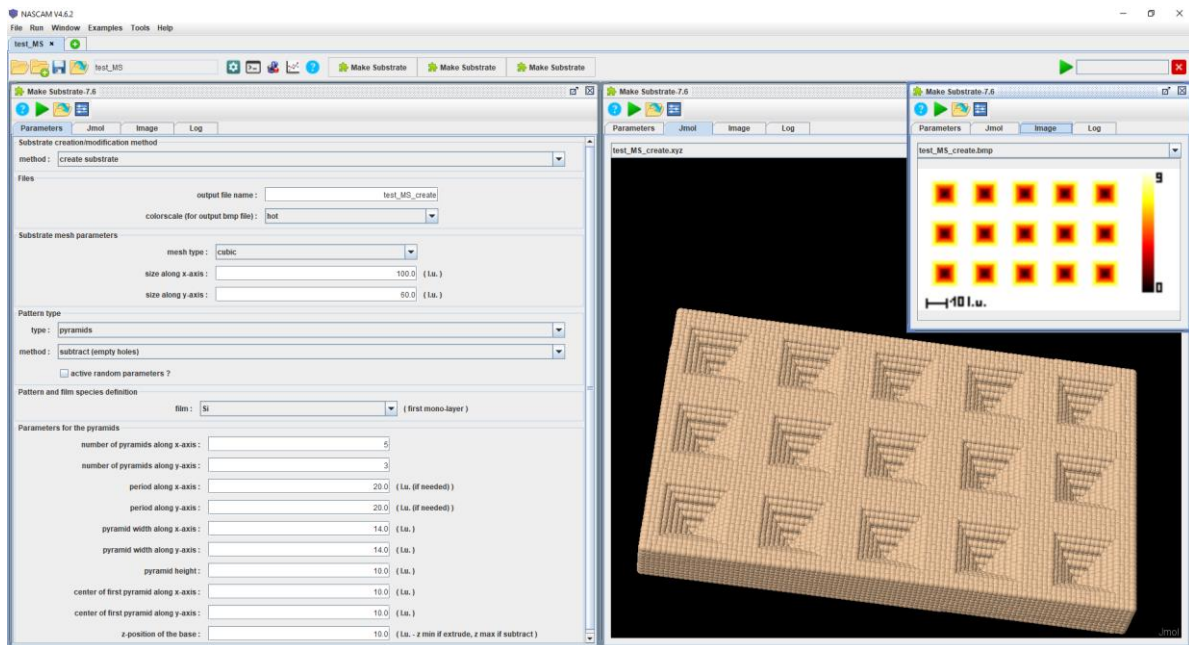 NASCAM V4.6.2
File Run Window Examples Tools Help
test_MS
test_MS
Make Substrate
Make Substrate
Make Substrate
Make Substrate-7.6
Parameters Jmol Image Log
Substrate creation/modification method
method : create substrate
Files
output file name : test_MS_create
colorscale (for output bmp file) : hot
Substrate mesh parameters
mesh type : cubic
size along x-axis : 100.0 ( l.u. )
size along y-axis : 60.0 ( l.u. )
Pattern type
type : pyramids
method : subtract (empty holes)
active random parameters ?
Pattern and film species definition
film : Si ( first mono-layer )
Parameters for the pyramids
number of pyramids along x-axis : 5
number of pyramids along y-axis : 3
period along x-axis : 20.0 ( l.u. (if needed) )
period along y-axis : 20.0 ( l.u. (if needed) )
pyramid width along x-axis : 14.0 ( l.u. )
pyramid width along y-axis : 14.0 ( l.u. )
pyramid height : 10.0 ( l.u. )
center of first pyramid along x-axis : 10.0 ( l.u. )
center of first pyramid along y-axis : 10.0 ( l.u. )
z-position of the base : 10.0 ( l.u. - z min if extrude, z max if subtract )
Make Substrate-7.6
Parameters Jmol Image Log
test_MS_create.xyz
Jmol
Make Substrate-7.6
Parameters Jmol Image Log
test_MS_create.bmp
9
0
10 l.u.